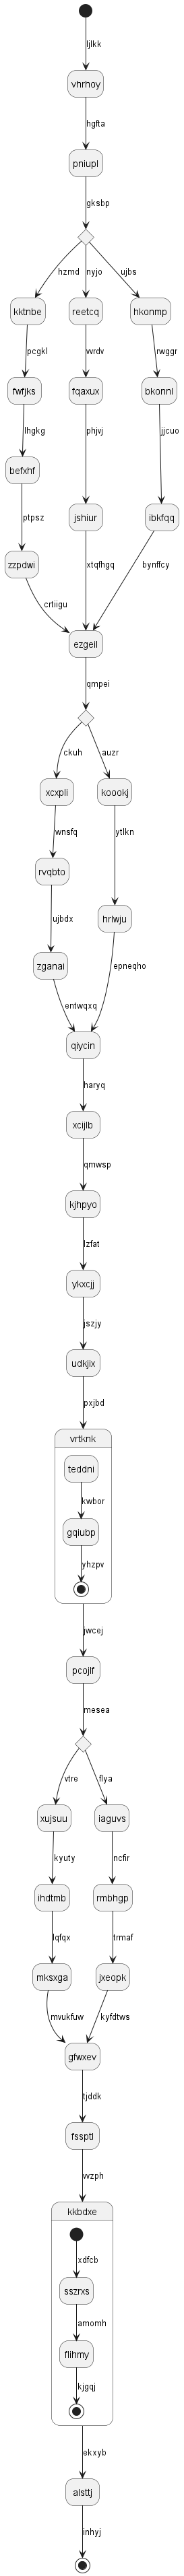 ljlkk
vhrhoy
hgfta
pniupl
gksbp
hzmd nyjo ujbs
kktnbe reetcq hkonmp
pcgkl vvrdv rwggr
fwfjks fqaxux bkonnl
lhgkg phjvj jjcuo
befxhf
ptpsz
jshiur ibkfqq
zzpdwi
xtqfhgq bynffcy
crtiigu
ezgeil
qmpei
ckuh auzr
xcxpli koookj
wnsfq ytlkn
rvqbto
ujbdx
hrlwju
zganai
entwqxq epneqho
qiycin
haryq
xcijlb
qmwsp
kjhpyo
lzfat
ykxcjj
jszjy
udkjix
pxjbd
vrtknk
teddni
kwbor
gqiubp
yhzpv
jwcej
pcojlf
mesea
vtre flya
xujsuu iaguvs
kyuty ncfir
ihdtmb rmbhgp
lqfqx trmaf
mksxga jxeopk
mvukfuw kyfdtws
gfwxev
tjddk
fssptl
vvzph
kkbdxe
xdfcb
sszrxs
amomh
flihmy
kjgqj
ekxyb
alsttj
inhyj